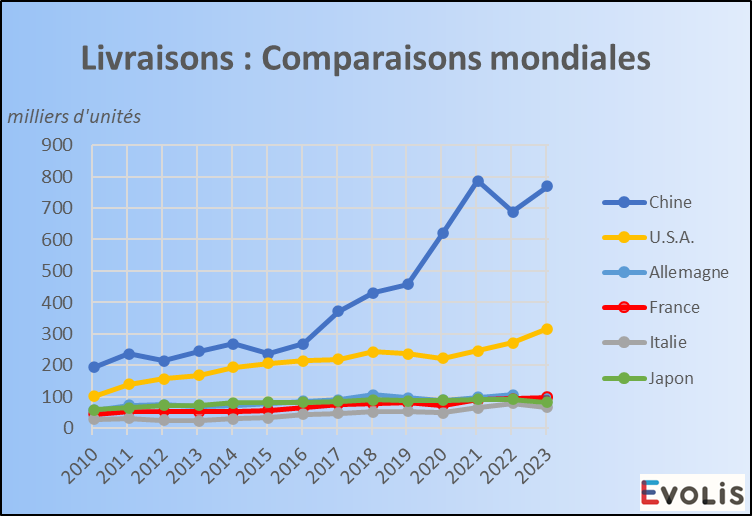 Livraisons : Comparaisons mondiales
milliers d'unités
900
800
700
600
500
400
300
200
100
0
2010 2011 2012 2013 2014 2015 2016 2017 2018 2019 2020 2021 2022 2023
Chine
U.S.A.
Allemagne
France
Italie
Japon
EVOLIS